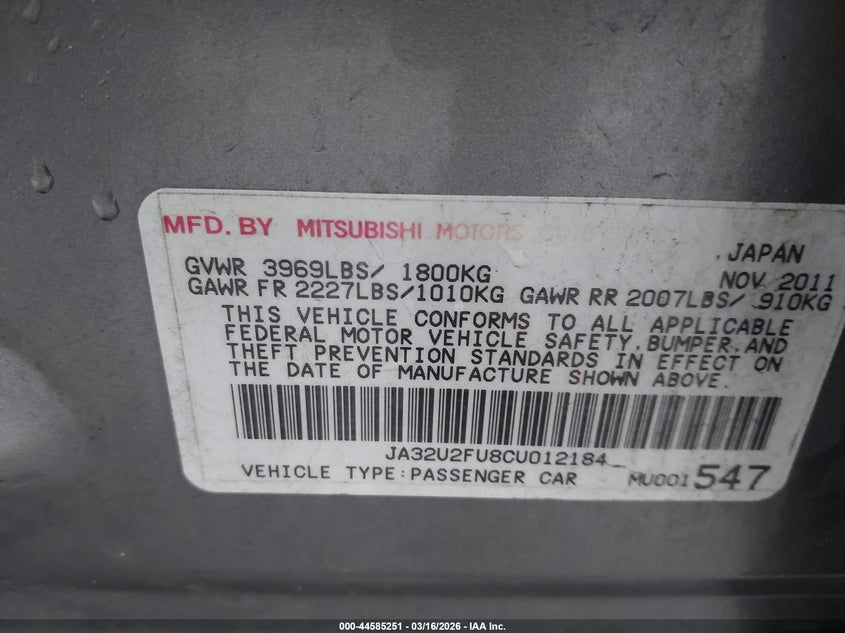 MFD. BY MITSUBISHI MOTORS
JAPAN
GVWR 3969LBS/ 1800KG NOV 2011
GAWR FR 2227LBS/1010KG GAWR RR 2007LBS/ 910KG
THIS VEHICLE CONFORMS TO ALL APPLICABLE
FEDERAL MOTOR VEHICLE SAFETY, BUMPER, AND
THEFT PREVENTION STANDARDS IN EFFECT ON
THE DATE OF MANUFACTURE SHOWN ABOVE.
JA32U2FU8CU012184
VEHICLE TYPE:PASSENGER CAR MU001547
000-44585251 - 03/16/2026 - IAA Inc.